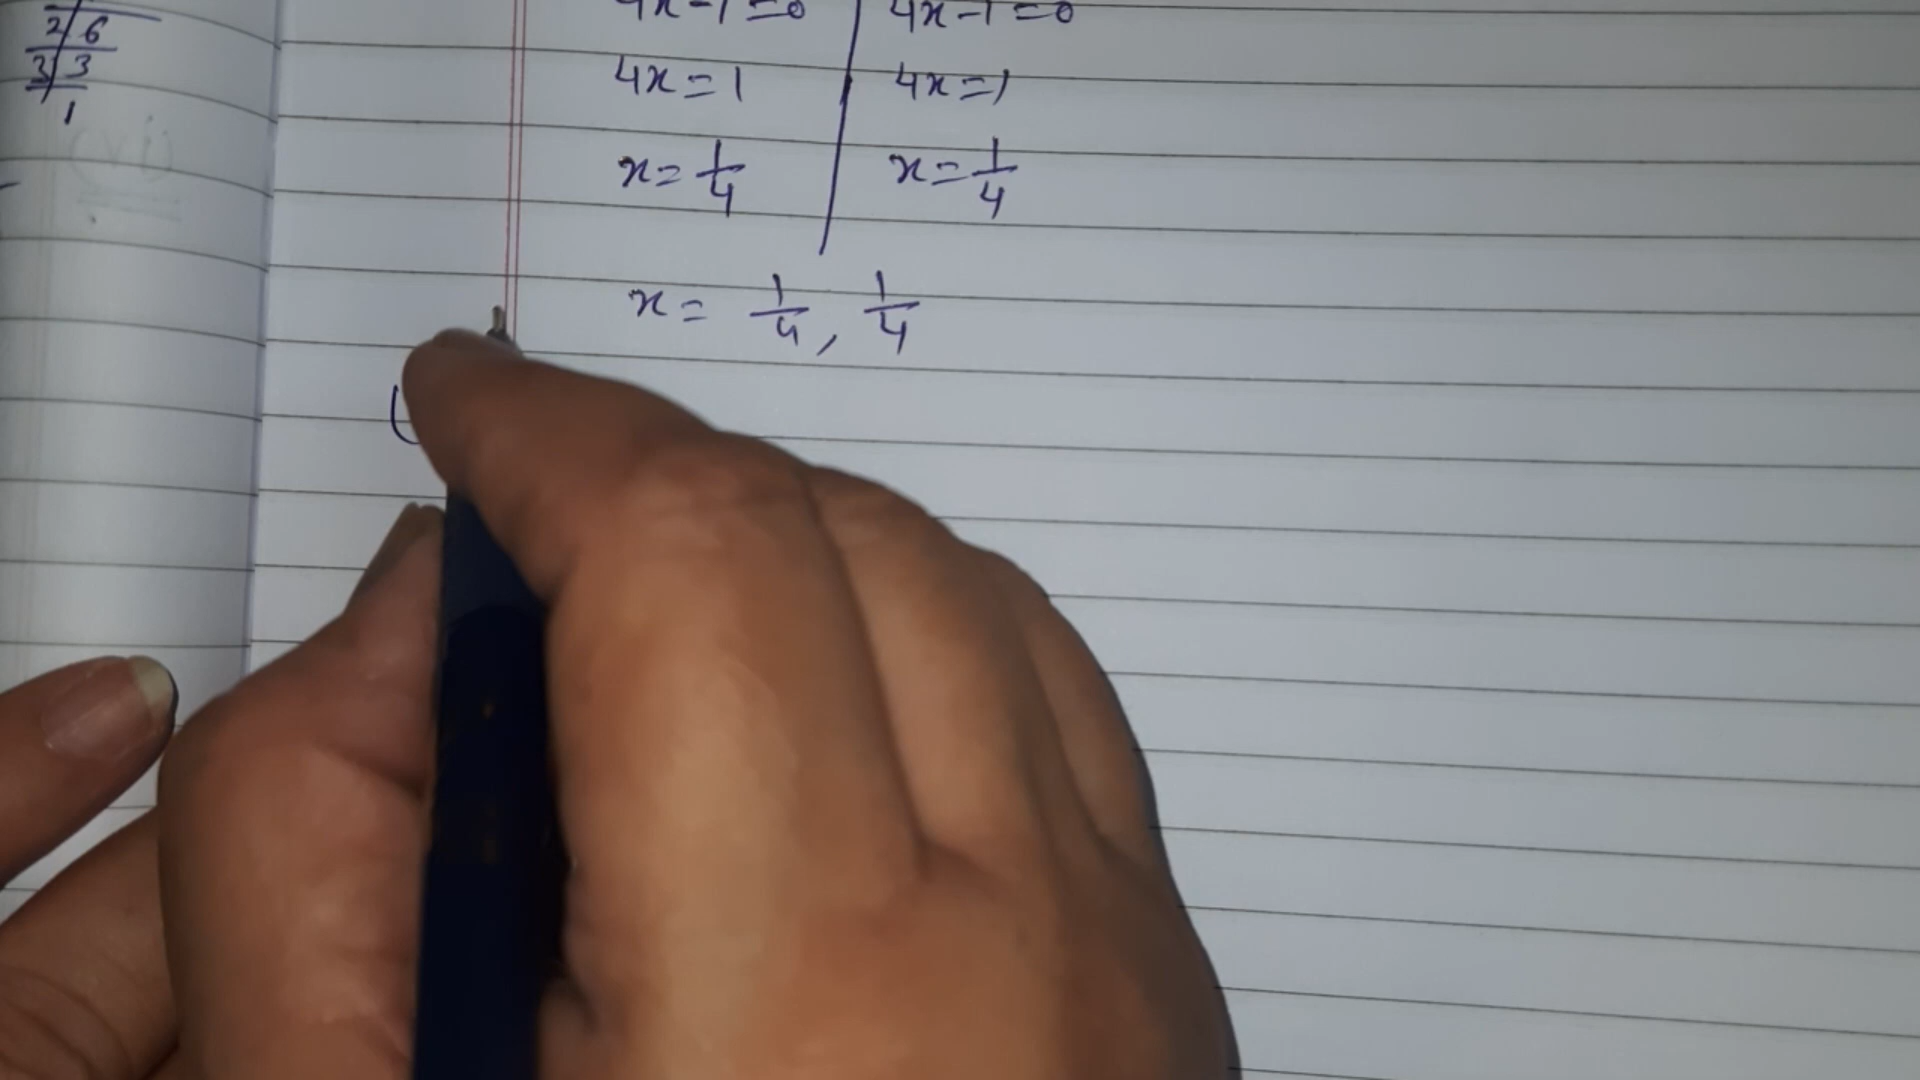 2 6
3 3
1
4x-1=0 4x-1=0
4x=1 4x=1
x=1/4 x=1/4
x= 1/4, 1/4
(vi)